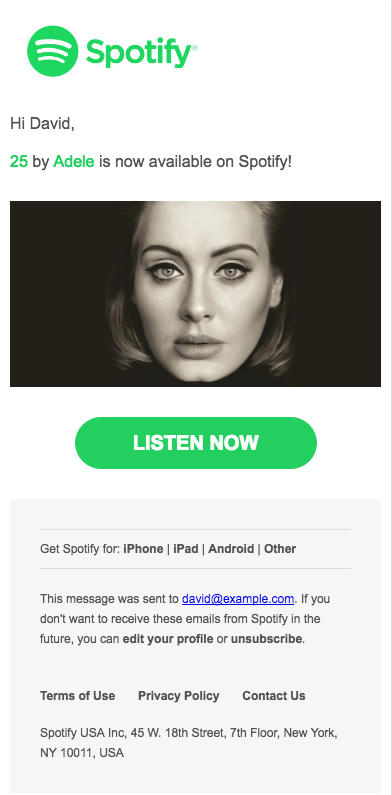 Spotify®
Hi David,
25 by Adele is now available on Spotify!
LISTEN NOW
Get Spotify for: iPhone | iPad | Android | Other
This message was sent to david@example.com. If you
don't want to receive these emails from Spotify in the
future, you can edit your profile or unsubscribe.
Terms of Use Privacy Policy Contact Us
Spotify USA Inc, 45 W. 18th Street, 7th Floor, New York,
NY 10011, USA